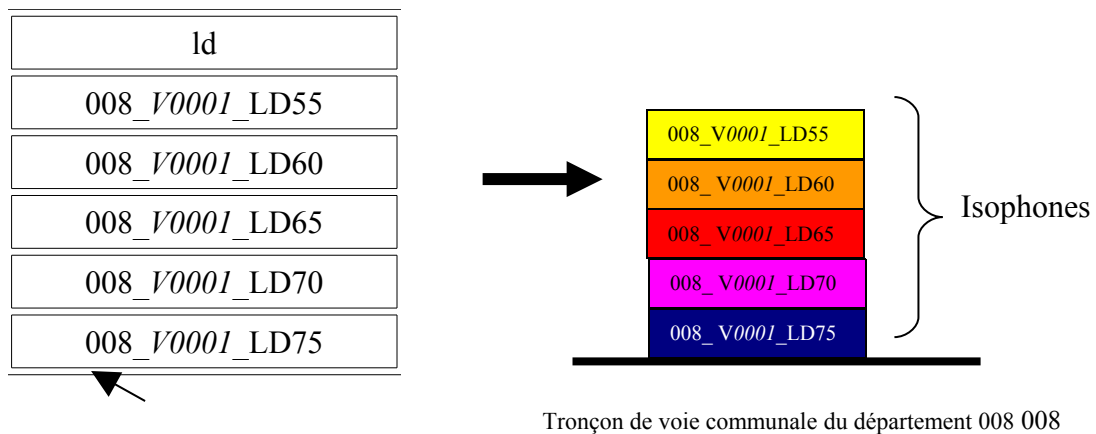 ld
008_V0001_LD55
008_V0001_LD60
008_V0001_LD65
008_V0001_LD70
008_V0001_LD75
008_V0001_LD55
008_ V0001_LD60
008_ V0001_LD65
008_ V0001_LD70
008_ V0001_LD75
Isophones
Tronçon de voie communale du département 008 008